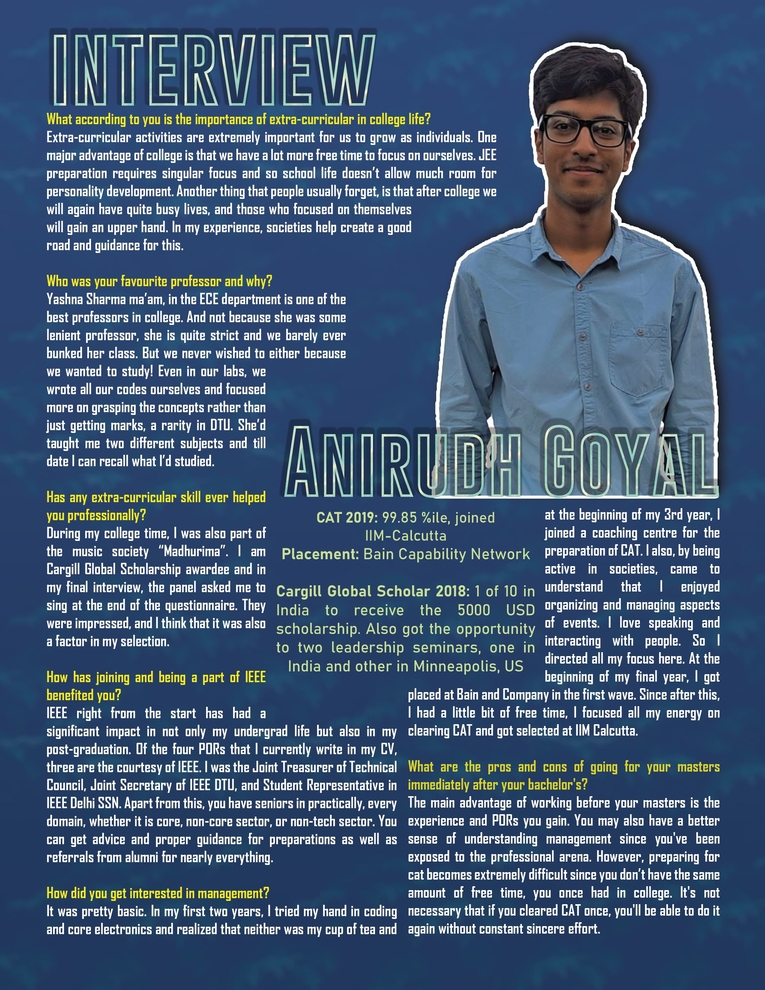 INTERVIEW
What according to you is the importance of extra-curricular in college life?
Extra-curricular activities are extremely important for us to grow as individuals. One
major advantage of college is that we have a lot more free time to focus on ourselves. JEE
preparation requires singular focus and so school life doesn't allow much room for
personality development. Another thing that people usually forget, is that after college we
will again have quite busy lives, and those who focused on themselves
will gain an upper hand. In my experience, societies help create a good
road and guidance for this.
Who was your favourite professor and why?
Yashna Sharma ma'am, in the ECE department is one of the
best professors in college. And not because she was some
lenient professor, she is quite strict and we barely ever
bunked her class. But we never wished to either because
we wanted to study! Even in our labs, we
wrote all our codes ourselves and focused
more on grasping the concepts rather than
just getting marks, a rarity in DTU. She'd
taught me two different subjects and till
date I can recall what I'd studied.
Has any extra-curricular skill ever helped
you professionally?
During my college time, I was also part of
the music society "Madhurima". I am
Cargill Global Scholarship awardee and in
my final interview, the panel asked me to
sing at the end of the questionnaire. They
were impressed, and I think that it was also
a factor in my selection.
How has joining and being a part of IEEE
benefited you?
IEEE right from the start has had a
significant impact in not only my undergrad life but also in my
post-graduation. Of the four PORs that I currently write in my CV,
three are the courtesy of IEEE. I was the Joint Treasurer of Technical
Council, Joint Secretary of IEEE DTU, and Student Representative in
IEEE Delhi SSN. Apart from this, you have seniors in practically, every
domain, whether it is core, non-core sector, or non-tech sector. You
can get advice and proper guidance for preparations as well as
referrals from alumni for nearly everything.
How did you get interested in management?
It was pretty basic. In my first two years, I tried my hand in coding
and core electronics and realized that neither was my cup of tea and
ANIRUDH GOYAL
CAT 2019: 99.85 %ile, joined
IIM-Calcutta
Placement: Bain Capability Network
Cargill Global Scholar 2018: 1 of 10 in
India to receive the 5000 USD
scholarship. Also got the opportunity
to two leadership seminars, one in
India and other in Minneapolis, US
at the beginning of my 3rd year, I
joined a coaching centre for the
preparation of CAT. I also, by being
active in societies, came to
understand that I enjoyed
organizing and managing aspects
of events. I love speaking and
interacting with people. So I
directed all my focus here. At the
beginning of my final year, I got
placed at Bain and Company in the first wave. Since after this,
I had a little bit of free time, I focused all my energy on
clearing CAT and got selected at IIM Calcutta.
What are the pros and cons of going for your masters
immediately after your bachelor's?
The main advantage of working before your masters is the
experience and PORs you gain. You may also have a better
sense of understanding management since you've been
exposed to the professional arena. However, preparing for
cat becomes extremely difficult since you don't have the same
amount of free time, you once had in college. It's not
necessary that if you cleared CAT once, you'll be able to do it
again without constant sincere effort.